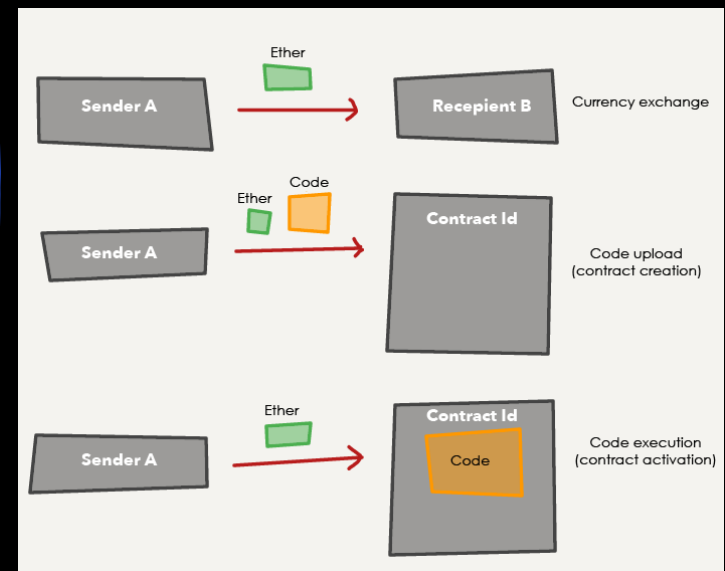 Ether
Sender A
Recepient B
Currency exchange
Ether
Code
Sender A
Contract Id
Code upload
(contract creation)
Ether
Sender A
Contract Id
Code
Code execution
(contract activation)